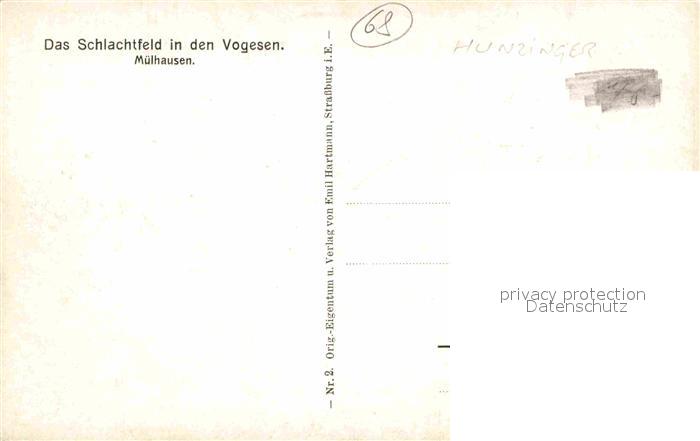 Das Schlachtfeld in den Vogesen.
Mülhausen.
— Nr. 2. Orig.-Eigentum u. Verlag von Emil Hartmann, Straßburg i. E. —
68
HUNZINGER
privacy protection
Datenschutz